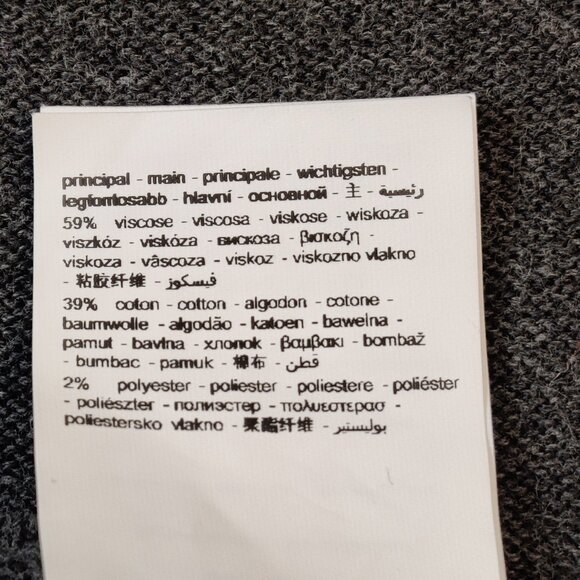 principal - main - principale - wichtigsten -
legfontosabb - hlavní - основной - 主 - رئيسية
59% viscose - viscosa - viskose - wiskoza -
viszkóz - viskóza - вискоза - βισκοζη -
viskoza - vâscoza - viskoz - viskozno vlakno
- 粘胶纤维 - فيسكوز
39% coton - cotton - algodon - cotone -
baumwolle - algodão - katoen - bawelna -
pamut - bavlna - хлопок - βαμβακι - bombaž
- bumbac - pamuk - 棉布 - قطن
2% polyester - poliester - poliestere - poliéster
- poliészter - полиэстер - πολυεστερασ -
poliestersko vlakno - 聚酯纤维 - بوليستير